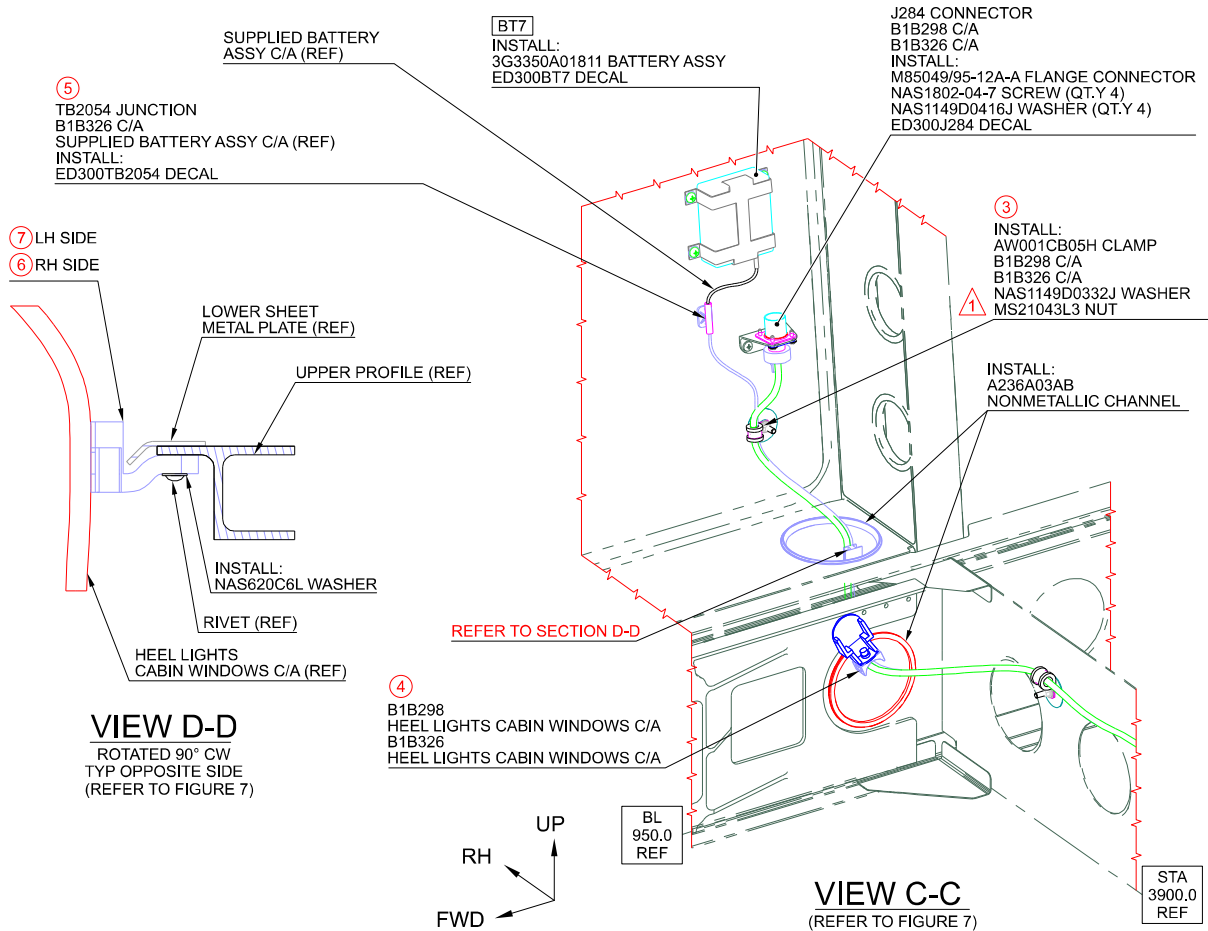 SUPPLIED BATTERY
ASSY C/A (REF)
BT7
INSTALL:
3G3350A01811 BATTERY ASSY
ED300BT7 DECAL
J284 CONNECTOR
B1B298 C/A
B1B326 C/A
INSTALL:
M85049/95-12A-A FLANGE CONNECTOR
NAS1802-04-7 SCREW (QT.Y 4)
NAS1149D0416J WASHER (QT.Y 4)
ED300J284 DECAL
5
TB2054 JUNCTION
B1B326 C/A
SUPPLIED BATTERY ASSY C/A (REF)
INSTALL:
ED300TB2054 DECAL
3
INSTALL:
AW001CB05H CLAMP
B1B298 C/A
B1B326 C/A
NAS1149D0332J WASHER
1 MS21043L3 NUT
7 LH SIDE
6 RH SIDE
LOWER SHEET
METAL PLATE (REF)
UPPER PROFILE (REF)
INSTALL:
A236A03AB
NONMETALLIC CHANNEL
INSTALL:
NAS620C6L WASHER
RIVET (REF)
HEEL LIGHTS
CABIN WINDOWS C/A (REF)
REFER TO SECTION D-D
4
B1B298
HEEL LIGHTS CABIN WINDOWS C/A
B1B326
HEEL LIGHTS CABIN WINDOWS C/A
VIEW D-D
ROTATED 90° CW
TYP OPPOSITE SIDE
(REFER TO FIGURE 7)
BL
950.0
REF
UP
RH
FWD
VIEW C-C
(REFER TO FIGURE 7)
STA
3900.0
REF